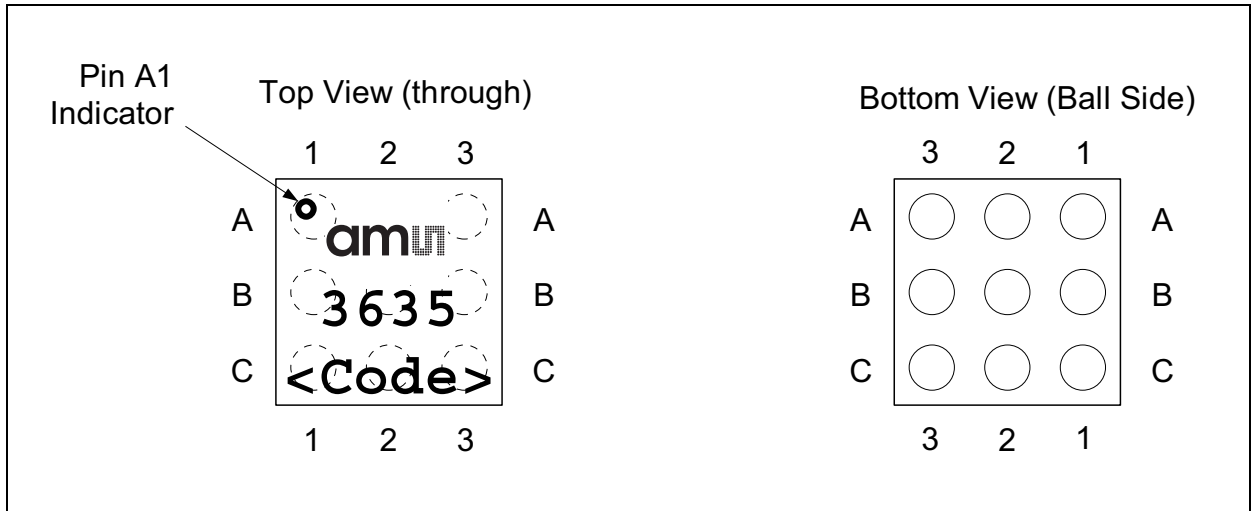 Pin A1
Indicator
Top View (through)
1 2 3
A A
am
B 3635 B
C <Code> C
1 2 3
Bottom View (Ball Side)
3 2 1
A A
B B
C C
3 2 1